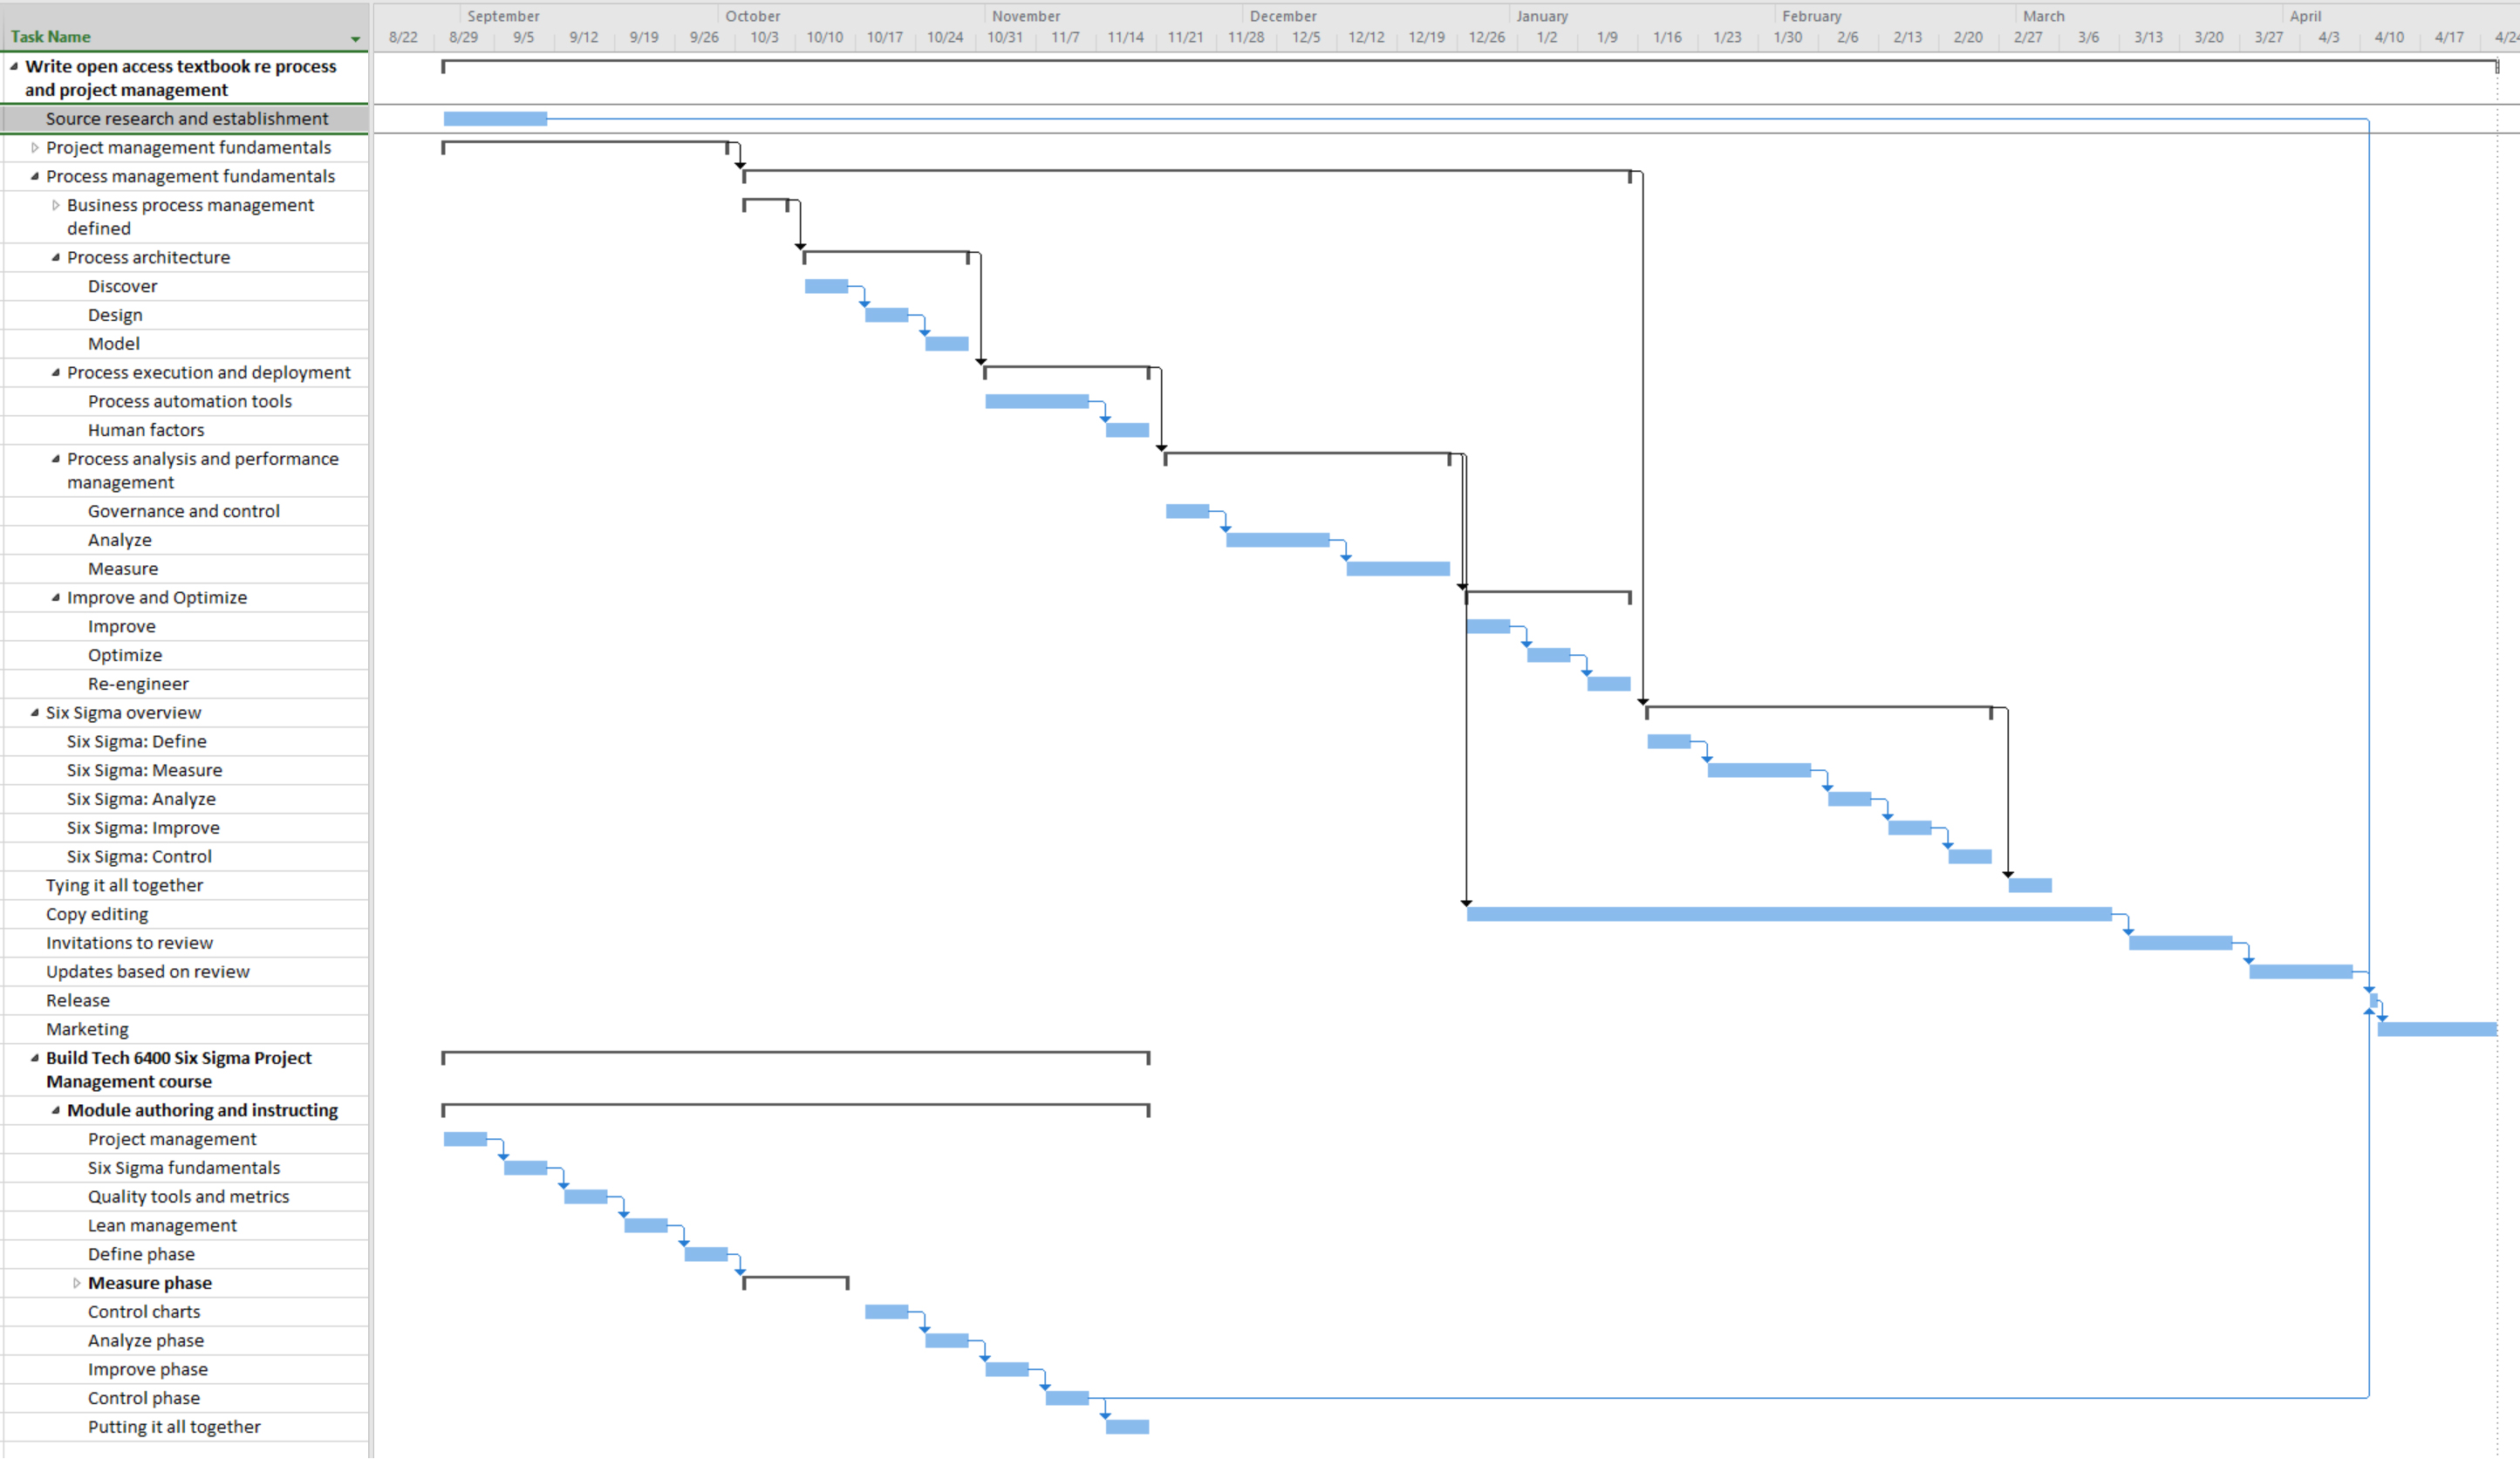 September October November December January February March April
Task Name 8/22 8/29 9/5 9/12 9/19 9/26 10/3 10/10 10/17 10/24 10/31 11/7 11/14 11/21 11/28 12/5 12/12 12/19 12/26 1/2 1/9 1/16 1/23 1/30 2/6 2/13 2/20 2/27 3/6 3/13 3/20 3/27 4/3 4/10 4/17 4/24
Write open access textbook re process
and project management
Source research and establishment
Project management fundamentals
Process management fundamentals
Business process management
defined
Process architecture
Discover
Design
Model
Process execution and deployment
Process automation tools
Human factors
Process analysis and performance
management
Governance and control
Analyze
Measure
Improve and Optimize
Improve
Optimize
Re-engineer
Six Sigma overview
Six Sigma: Define
Six Sigma: Measure
Six Sigma: Analyze
Six Sigma: Improve
Six Sigma: Control
Tying it all together
Copy editing
Invitations to review
Updates based on review
Release
Marketing
Build Tech 6400 Six Sigma Project
Management course
Module authoring and instructing
Project management
Six Sigma fundamentals
Quality tools and metrics
Lean management
Define phase
Measure phase
Control charts
Analyze phase
Improve phase
Control phase
Putting it all together